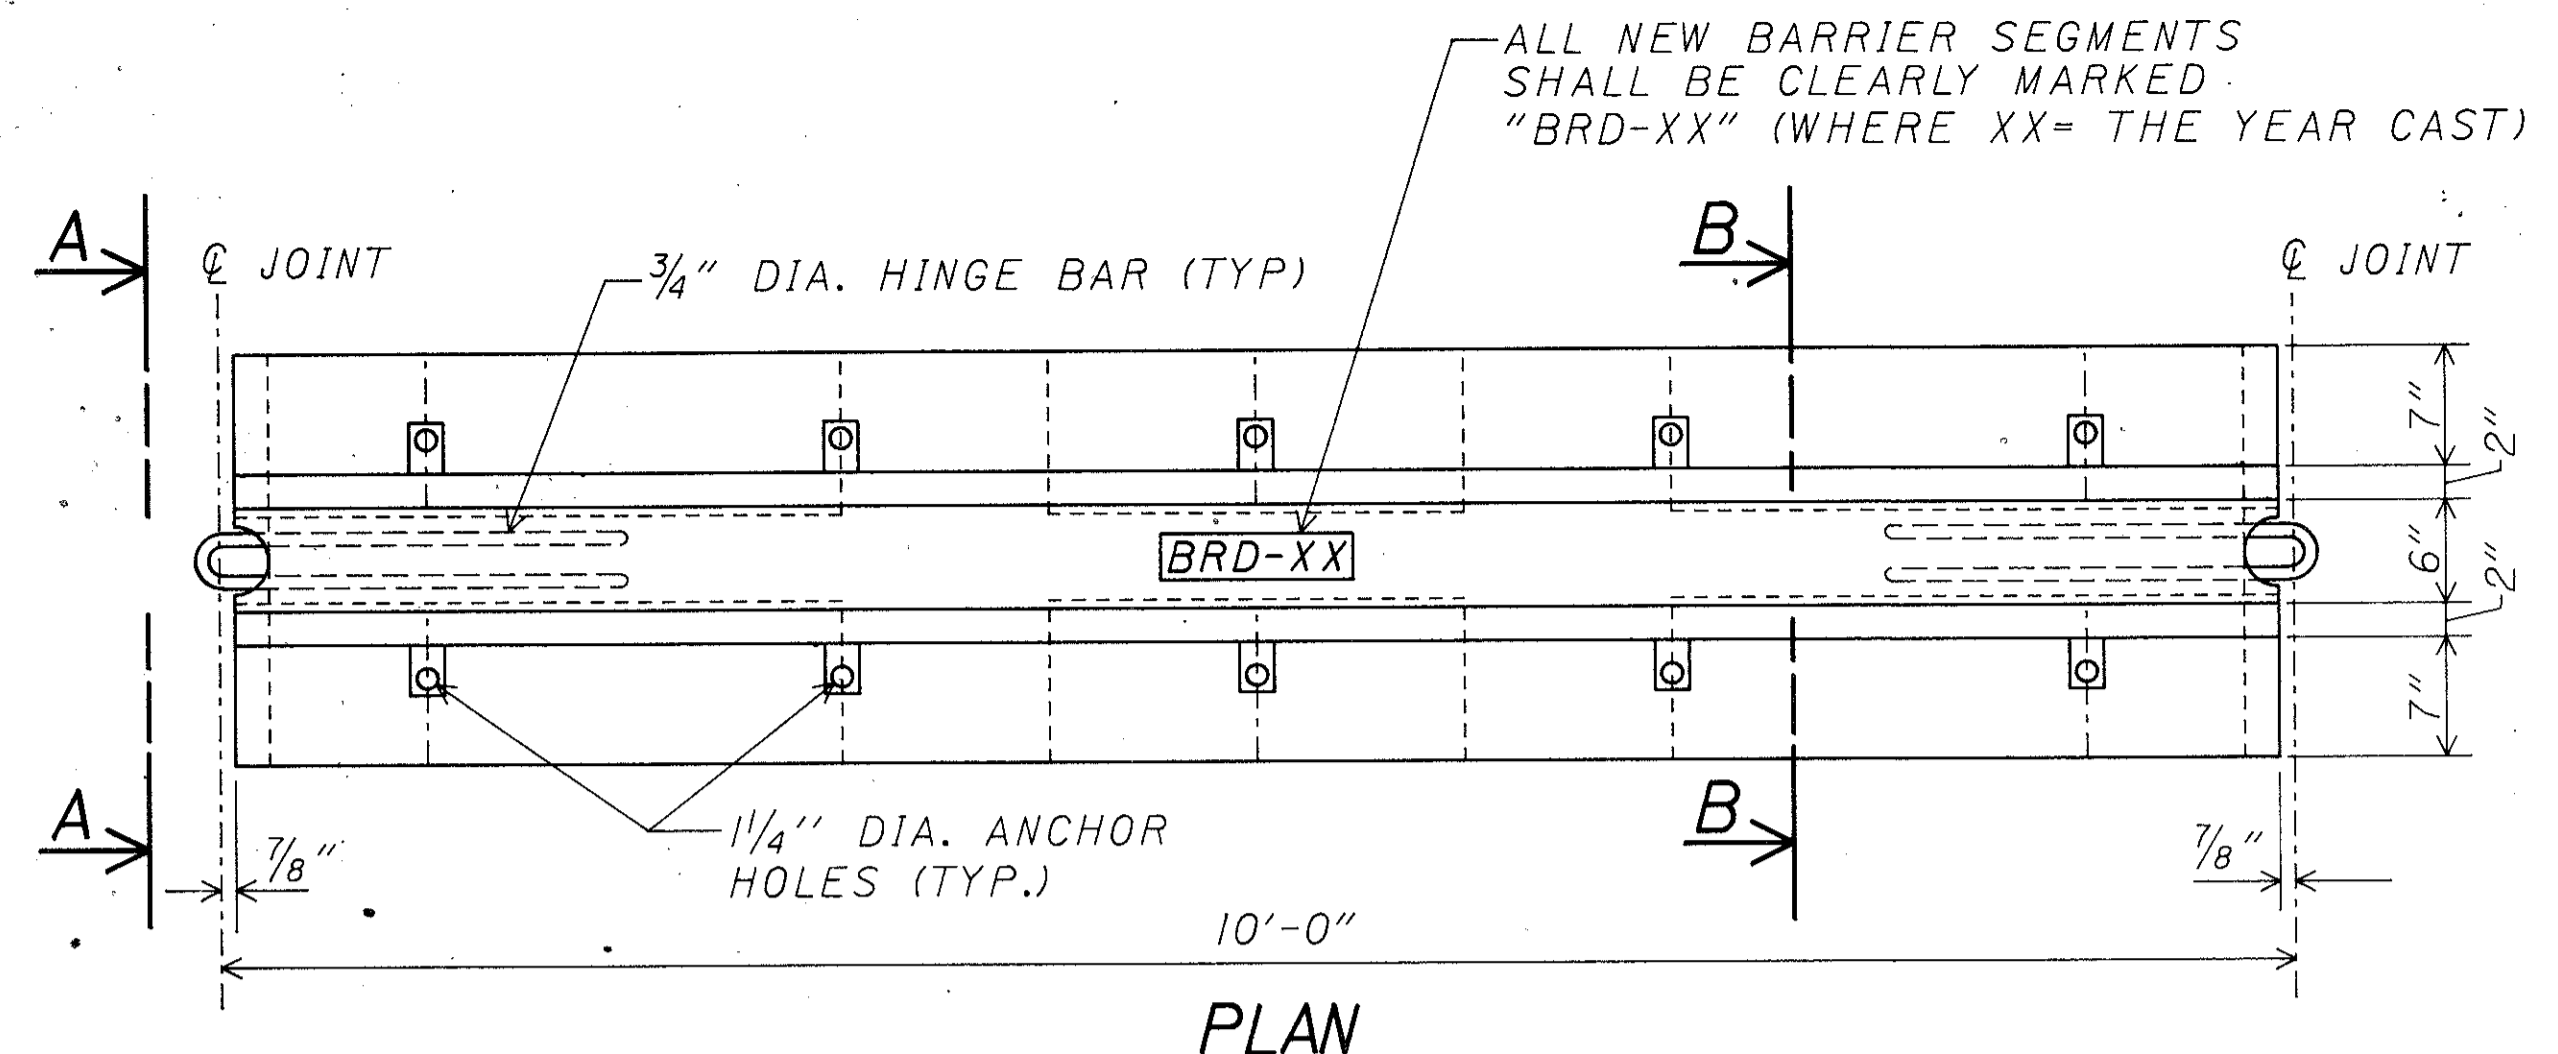 ALL NEW BARRIER SEGMENTS
SHALL BE CLEARLY MARKED
"BRD-XX" (WHERE XX= THE YEAR CAST)
A
B
℄ JOINT
3/4" DIA. HINGE BAR (TYP)
℄ JOINT
7"
2"
6"
2"
7"
BRD-XX
A
B
7/8"
1 1/4" DIA. ANCHOR
HOLES (TYP.)
7/8"
10'-0"
PLAN